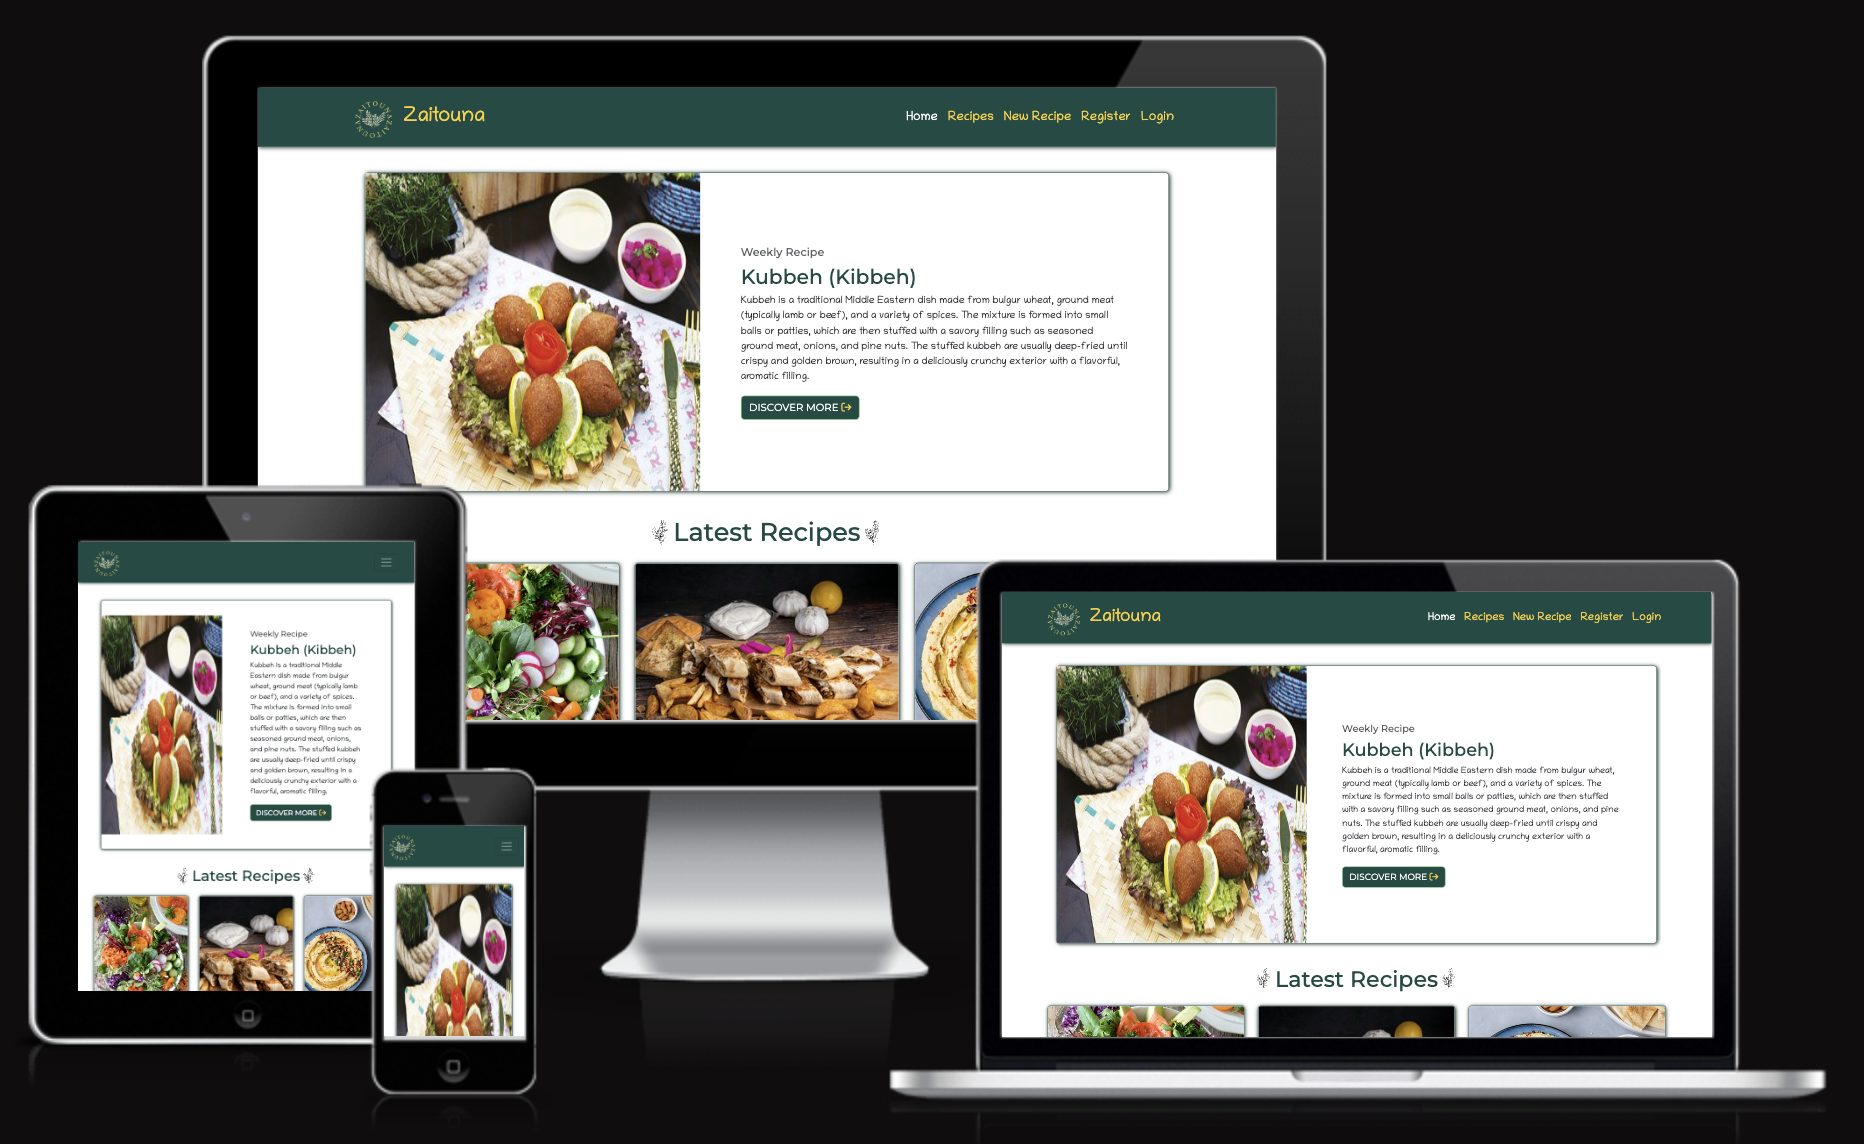 ZAITOUNA ZAITOUNA
Zaitouna
Home Recipes New Recipe Register Login
Weekly Recipe
Kubbeh (Kibbeh)
Kubbeh is a traditional Middle Eastern dish made from bulgur wheat, ground meat
(typically lamb or beef), and a variety of spices. The mixture is formed into small
balls or patties, which are then stuffed with a savory filling such as seasoned
ground meat, onions, and pine nuts. The stuffed kubbeh are usually deep-fried until
crispy and golden brown, resulting in a deliciously crunchy exterior with a flavorful,
aromatic filling.
DISCOVER MORE
Latest Recipes
Weekly Recipe
Kubbeh (Kibbeh)
Kubbeh is a traditional Middle
Eastern dish made from bulgur
wheat, ground meat (typically lamb
or beef), and a variety of spices.
The mixture is formed into small
balls or patties, which are then
stuffed with a savory filling such as
seasoned ground meat, onions,
and pine nuts. The stuffed kubbeh
are usually deep-fried until crispy
and golden brown, resulting in a
deliciously crunchy exterior with a
flavorful, aromatic filling.
DISCOVER MORE
Latest Recipes
ZAITOUNA ZAITOUNA
Zaitouna
Home Recipes New Recipe Register Login
Weekly Recipe
Kubbeh (Kibbeh)
Kubbeh is a traditional Middle Eastern dish made from bulgur wheat,
ground meat (typically lamb or beef), and a variety of spices. The
mixture is formed into small balls or patties, which are then stuffed
with a savory filling such as seasoned ground meat, onions, and pine
nuts. The stuffed kubbeh are usually deep-fried until crispy and
golden brown, resulting in a deliciously crunchy exterior with a
flavorful, aromatic filling.
DISCOVER MORE
Latest Recipes